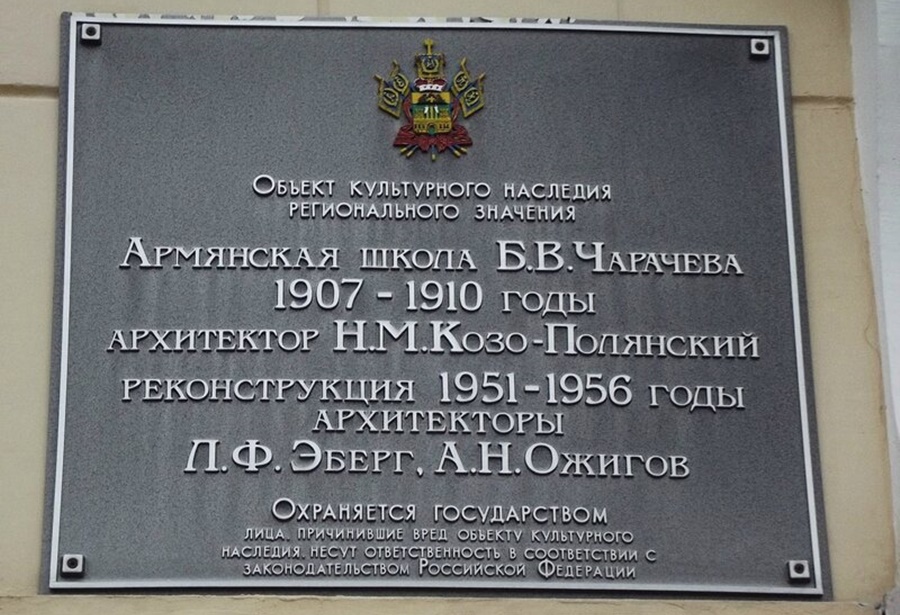 Объект культурного наследия
регионального значения
Армянская школа Б.В.Чарачева
1907 - 1910 годы
архитектор Н.М.Козо-Полянский
реконструкция 1951-1956 годы
архитекторы
Л.Ф.Эберг, А.Н.Ожигов
Охраняется государством
лица, причинившие вред объекту культурного
наследия, несут ответственность в соответствии с
законодательством Российской Федерации